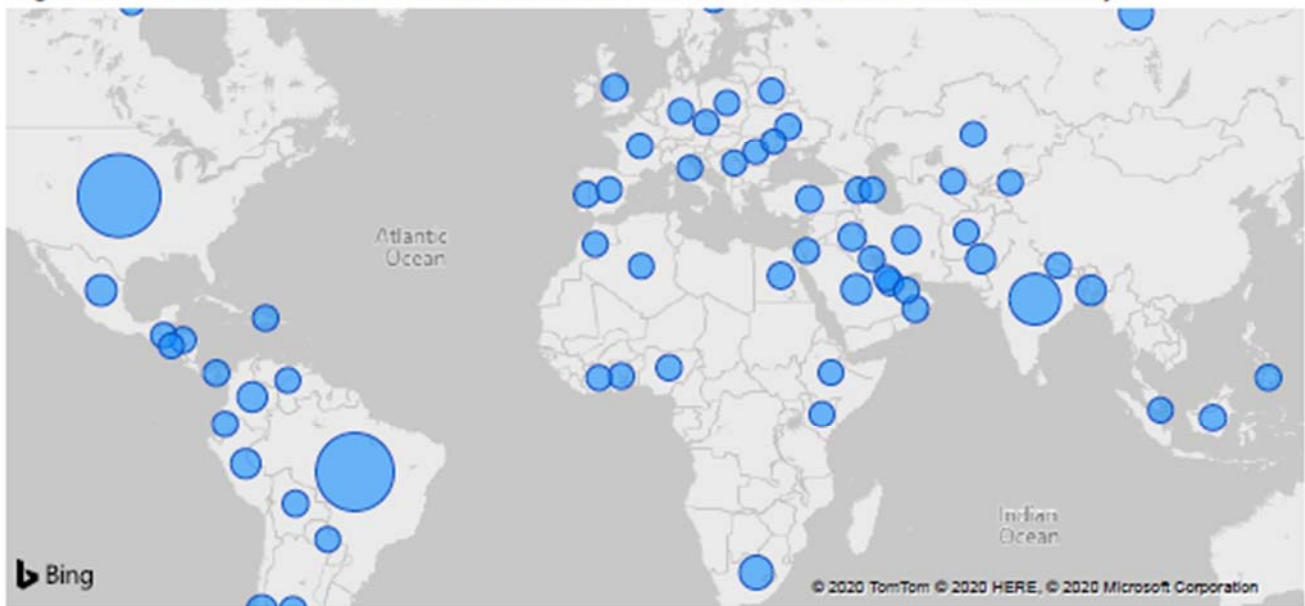 Atlantic
Ocean
Indian
Ocean
Bing
© 2020 TomTom © 2020 HERE, © 2020 Microsoft Corporation